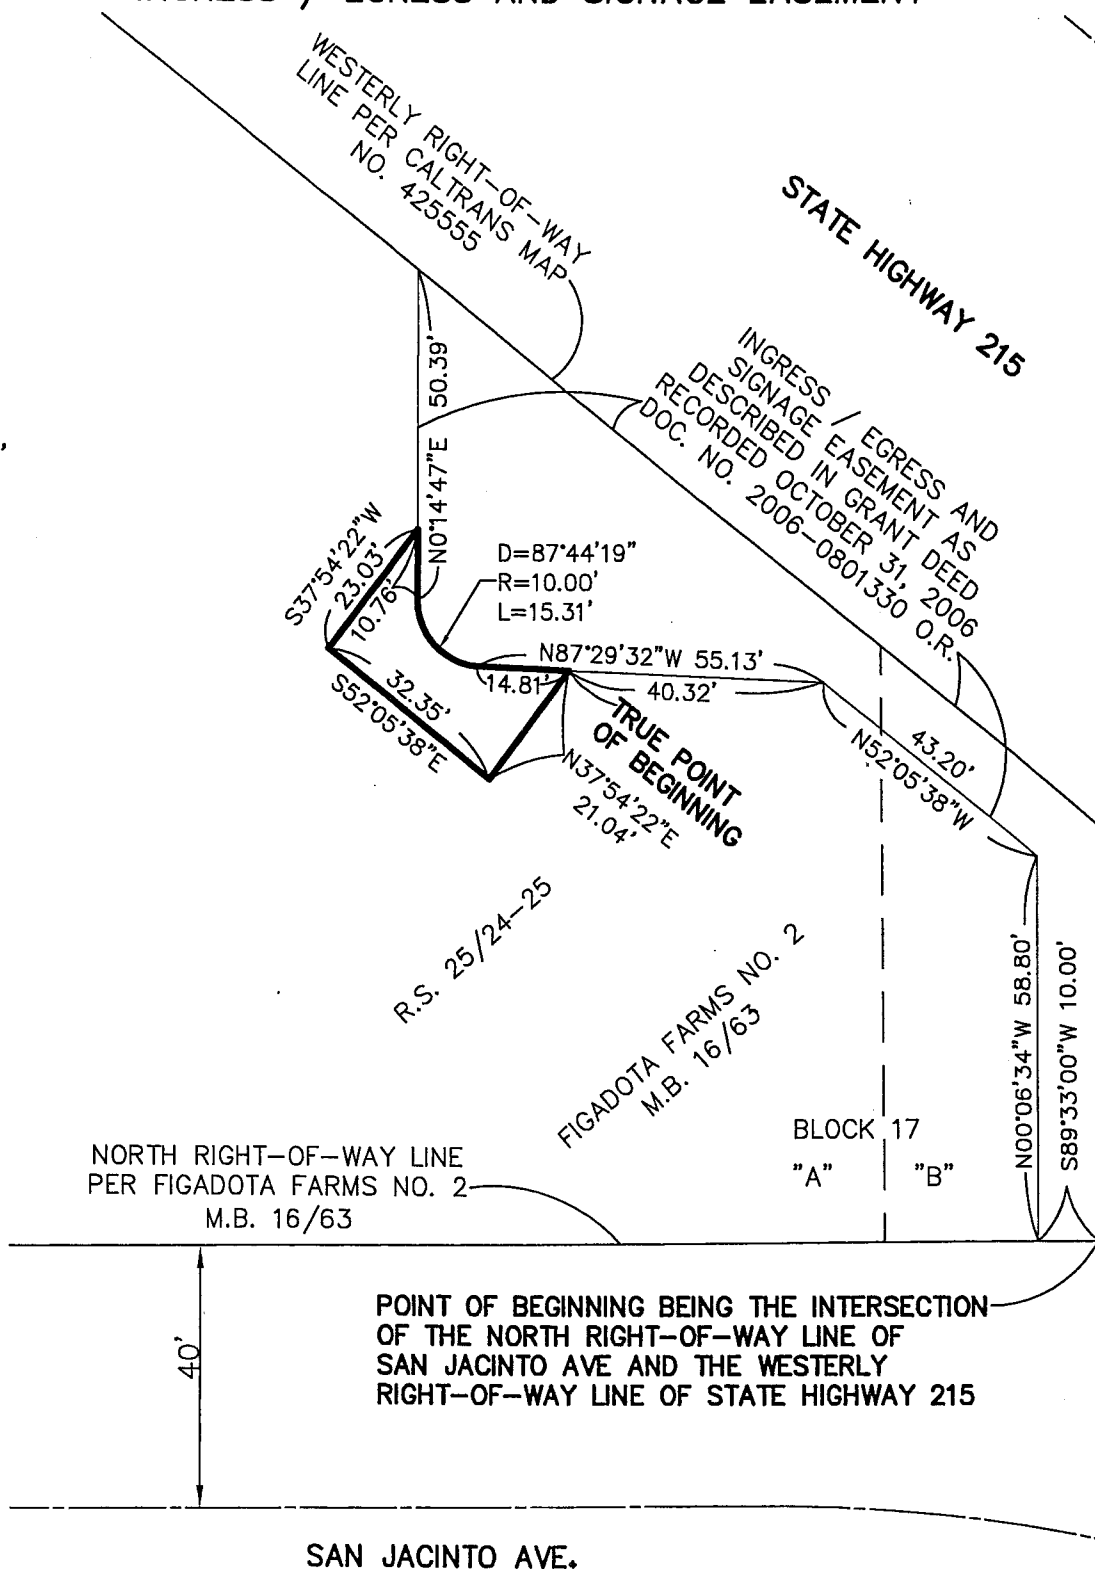 INGRESS / EGRESS AND SIGNAGE EASEMENT
WESTERLY RIGHT-OF-WAY
LINE PER CALTRANS MAP
NO. 425555
STATE HIGHWAY 215
INGRESS / EGRESS AND
SIGNAGE EASEMENT AS
DESCRIBED IN GRANT DEED
RECORDED OCTOBER 31, 2006
DOC. NO. 2006-0801330 O.R.
50.39'
N0°14'47"E
S37°54'22"W
23.03'
10.76'
D=87°44'19"
R=10.00'
L=15.31'
N87°29'32"W 55.13'
14.81'
40.32'
32.35'
S52°05'38"E
TRUE POINT
OF BEGINNING
N37°54'22"E
21.04'
43.20'
N52°05'38"W
R.S. 25/24-25
FIGADOTA FARMS NO. 2
M.B. 16/63
N00°06'34"W 58.80'
S89°33'00"W 10.00'
BLOCK 17
"A" "B"
NORTH RIGHT-OF-WAY LINE
PER FIGADOTA FARMS NO. 2
M.B. 16/63
40'
POINT OF BEGINNING BEING THE INTERSECTION
OF THE NORTH RIGHT-OF-WAY LINE OF
SAN JACINTO AVE AND THE WESTERLY
RIGHT-OF-WAY LINE OF STATE HIGHWAY 215
SAN JACINTO AVE.